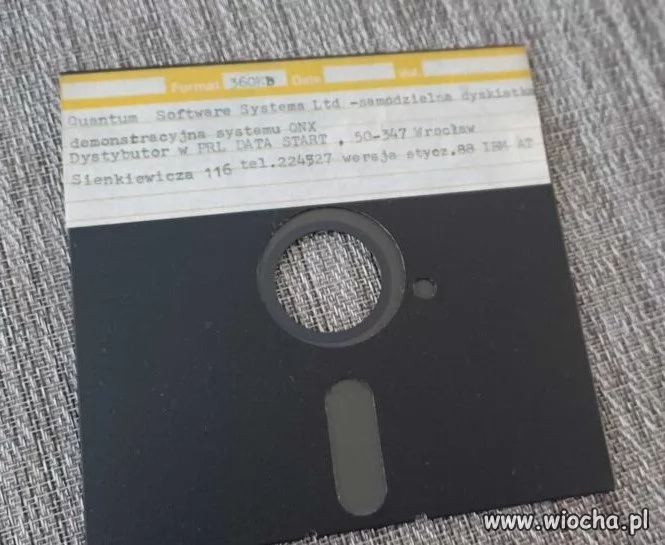 Format 360KB Date Vol.
Quantum Software Systems Ltd -samodzielna dyskietka
demonstracyjna systemu QNX
Dystybutor w PRL DATA START , 50-347 Wrocław
Sienkiewicza 116 tel.224527 wersja stycz.88 IBM AT
www.wiocha.pl